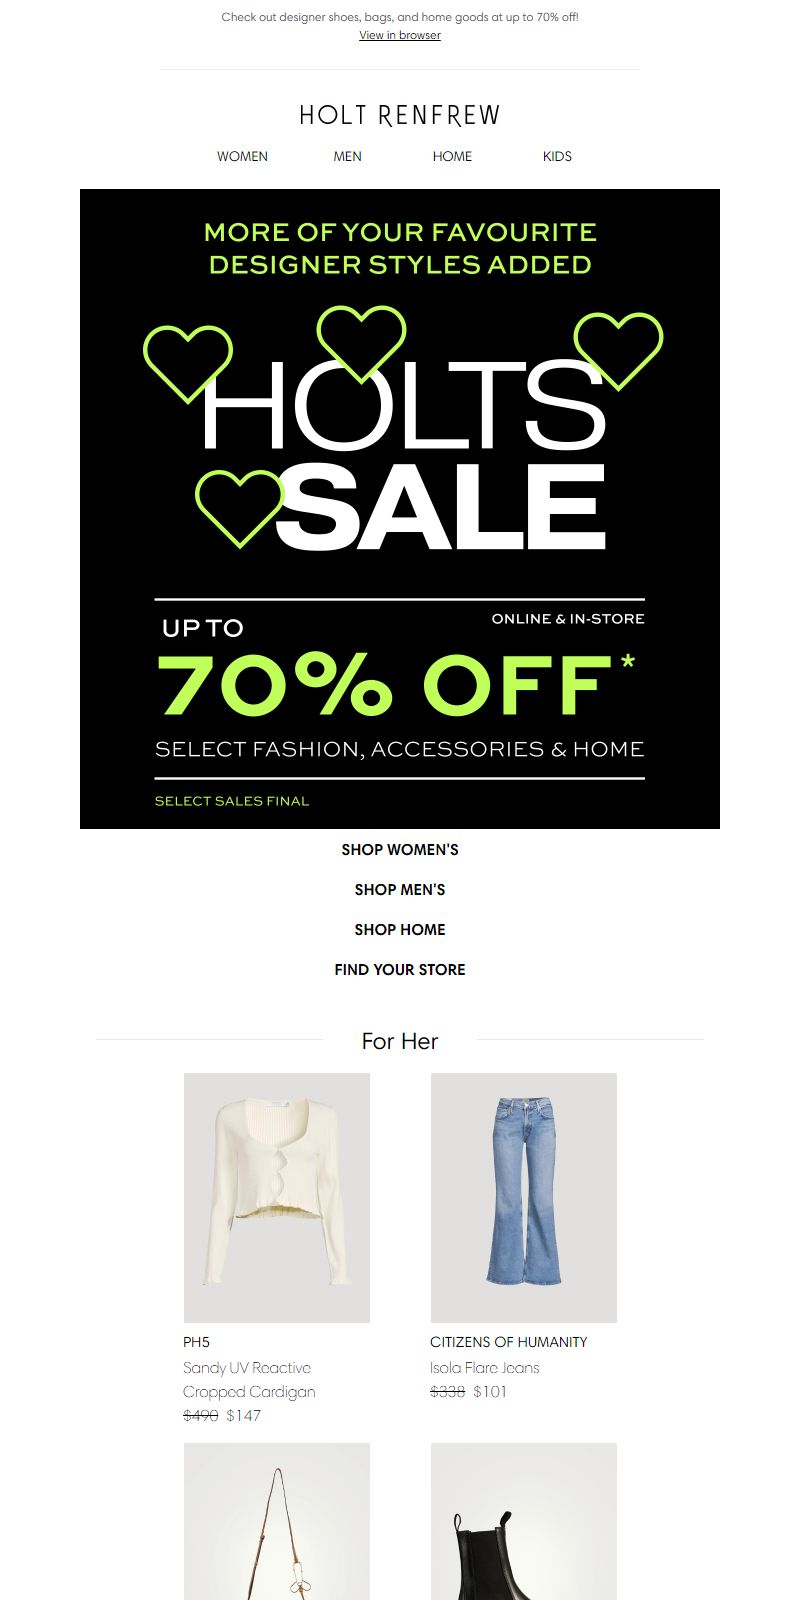 Check out designer shoes, bags, and home goods at up to 70% off!
View in browser
HOLT RENFREW
WOMEN MEN HOME KIDS
MORE OF YOUR FAVOURITE
DESIGNER STYLES ADDED
HOLTS
SALE
UP TO
ONLINE & IN-STORE
70% OFF*
SELECT FASHION, ACCESSORIES & HOME
SELECT SALES FINAL
SHOP WOMEN'S
SHOP MEN'S
SHOP HOME
FIND YOUR STORE
For Her
PH5
Sandy UV Reactive
Cropped Cardigan
$490 $147
CITIZENS OF HUMANITY
Isola Flare Jeans
$338 $101